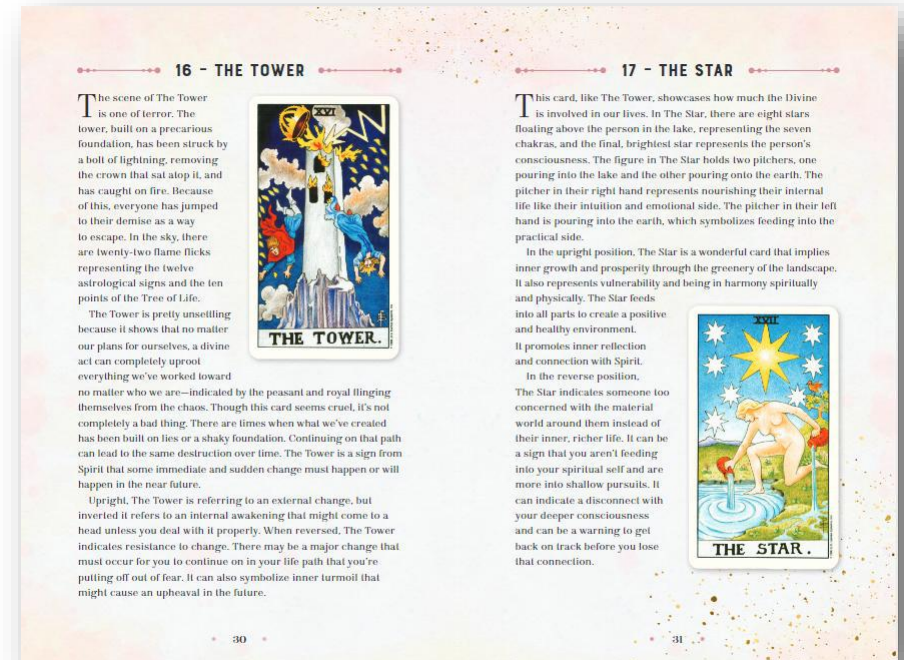 16 - THE TOWER
The scene of The Tower
is one of terror. The
tower, built on a precarious
foundation, has been struck by
a bolt of lightning, removing
the crown that sat atop it, and
has caught on fire. Because
of this, everyone has jumped
to their demise as a way
to escape. In the sky, there
are twenty-two flame flicks
representing the twelve
astrological signs and the ten
points of the Tree of Life.
The Tower is pretty unsettling
because it shows that no matter
our plans for ourselves, a divine
act can completely uproot
everything we've worked toward
no matter who we are—indicated by the peasant and royal flinging
themselves from the chaos. Though this card seems cruel, it's not
completely a bad thing. There are times when what we've created
has been built on lies or a shaky foundation. Continuing on that path
can lead to the same destruction over time. The Tower is a sign from
Spirit that some immediate and sudden change must happen or will
happen in the near future.
Upright, The Tower is referring to an external change, but
inverted it refers to an internal awakening that might come to a
head unless you deal with it properly. When reversed, The Tower
indicates resistance to change. There may be a major change that
must occur for you to continue on in your life path that you're
putting off out of fear. It can also symbolize inner turmoil that
might cause an upheaval in the future.
XVI
THE TOWER.
30
17 - THE STAR
This card, like The Tower, showcases how much the Divine
is involved in our lives. In The Star, there are eight stars
floating above the person in the lake, representing the seven
chakras, and the final, brightest star represents the person's
consciousness. The figure in The Star holds two pitchers, one
pouring into the lake and the other pouring onto the earth. The
pitcher in their right hand represents nourishing their internal
life like their intuition and emotional side. The pitcher in their left
hand is pouring into the earth, which symbolizes feeding into the
practical side.
In the upright position, The Star is a wonderful card that implies
inner growth and prosperity through the greenery of the landscape.
It also represents vulnerability and being in harmony spiritually
and physically. The Star feeds
into all parts to create a positive
and healthy environment.
It promotes inner reflection
and connection with Spirit.
In the reverse position,
The Star indicates someone too
concerned with the material
world around them instead of
their inner, richer life. It can be
a sign that you aren't feeding
into your spiritual self and are
more into shallow pursuits. It
can indicate a disconnect with
your deeper consciousness
and can be a warning to get
back on track before you lose
that connection.
XVII
THE STAR.
31